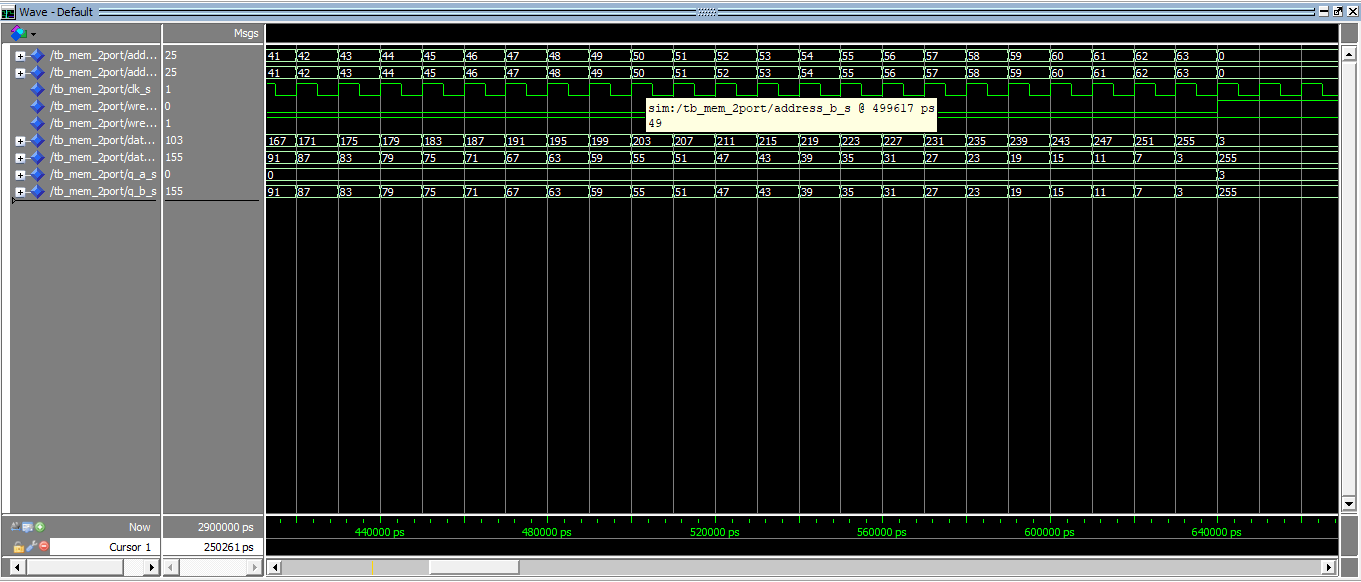 Wave - Default
Msgs
/tb_mem_2port/add... 25 41 42 43 44 45 46 47 48 49 50 51 52 53 54 55 56 57 58 59 60 61 62 63 0
/tb_mem_2port/add... 25 41 42 43 44 45 46 47 48 49 50 51 52 53 54 55 56 57 58 59 60 61 62 63 0
/tb_mem_2port/clk_s 1
/tb_mem_2port/wre... 0
sim:/tb_mem_2port/address_b_s @ 499617 ps
49
/tb_mem_2port/wre... 1
/tb_mem_2port/dat... 103 167 171 175 179 183 187 191 195 199 203 207 211 215 219 223 227 231 235 239 243 247 251 255 3
/tb_mem_2port/dat... 155 91 87 83 79 75 71 67 63 59 55 51 47 43 39 35 31 27 23 19 15 11 7 3 255
/tb_mem_2port/q_a_s 0 0 3
/tb_mem_2port/q_b_s 155 91 87 83 79 75 71 67 63 59 55 51 47 43 39 35 31 27 23 19 15 11 7 3 255
Now 2900000 ps 440000 ps 480000 ps 520000 ps 560000 ps 600000 ps 640000 ps
Cursor 1 250261 ps